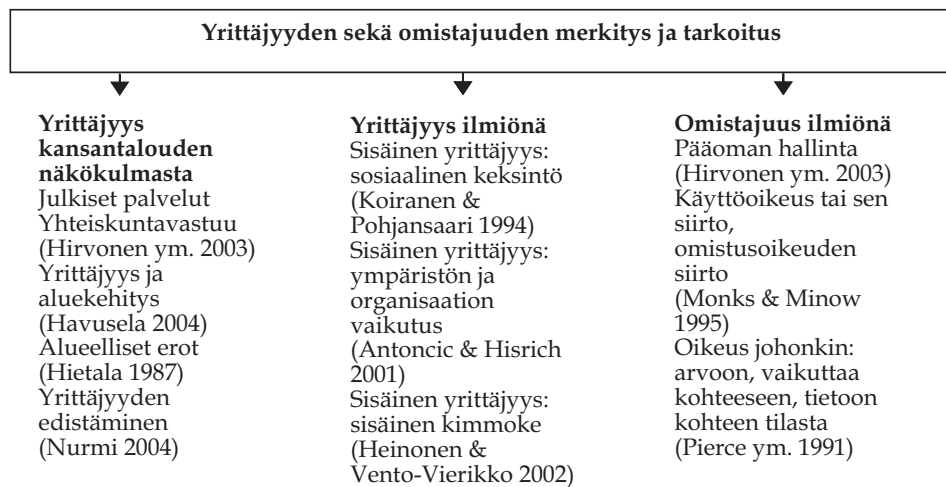 Yrittäjyyden sekä omistajuuden merkitys ja tarkoitus
Yrittäjyys
kansantalouden
näkökulmasta
Julkiset palvelut
Yhteiskuntavastuu
(Hirvonen ym. 2003)
Yrittäjyys ja
aluekehitys
(Havusela 2004)
Alueelliset erot
(Hietala 1987)
Yrittäjyyden
edistäminen
(Nurmi 2004)
Yrittäjyys ilmiönä
Sisäinen yrittäjyys:
sosiaalinen keksintö
(Koiranen &
Pohjansaari 1994)
Sisäinen yrittäjyys:
ympäristön ja
organisaation
vaikutus
(Antoncic & Hisrich
2001)
Sisäinen yrittäjyys:
sisäinen kimmoke
(Heinonen &
Vento-Vierikko 2002)
Omistajuus ilmiönä
Pääoman hallinta
(Hirvonen ym. 2003)
Käyttöoikeus tai sen
siirto,
omistusoikeuden
siirto
(Monks & Minow
1995)
Oikeus johonkin:
arvoon, vaikuttaa
kohteeseen, tietoon
kohteen tilasta
(Pierce ym. 1991)